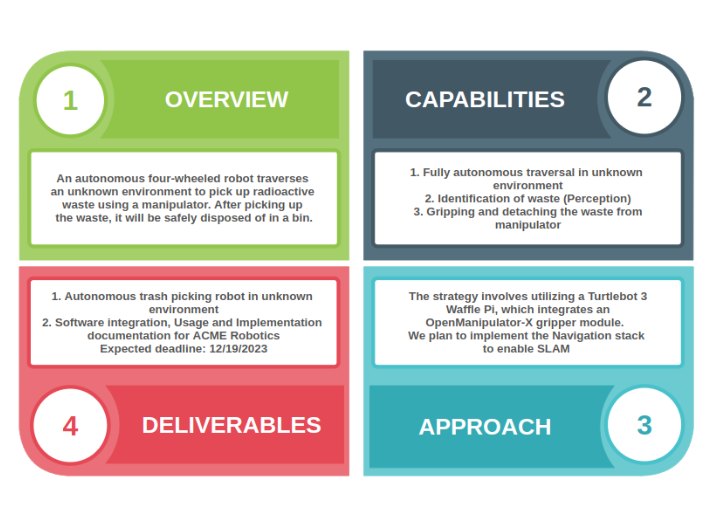 1
OVERVIEW
An autonomous four-wheeled robot traverses
an unknown environment to pick up radioactive
waste using a manipulator. After picking up
the waste, it will be safely disposed of in a bin.
CAPABILITIES
2
1. Fully autonomous traversal in unknown
environment
2. Identification of waste (Perception)
3. Gripping and detaching the waste from
manipulator
The strategy involves utilizing a Turtlebot 3
Waffle Pi, which integrates an
OpenManipulator-X gripper module.
We plan to implement the Navigation stack
to enable SLAM
APPROACH
3
1. Autonomous trash picking robot in unknown
environment
2. Software integration, Usage and Implementation
documentation for ACME Robotics
Expected deadline: 12/19/2023
4
DELIVERABLES